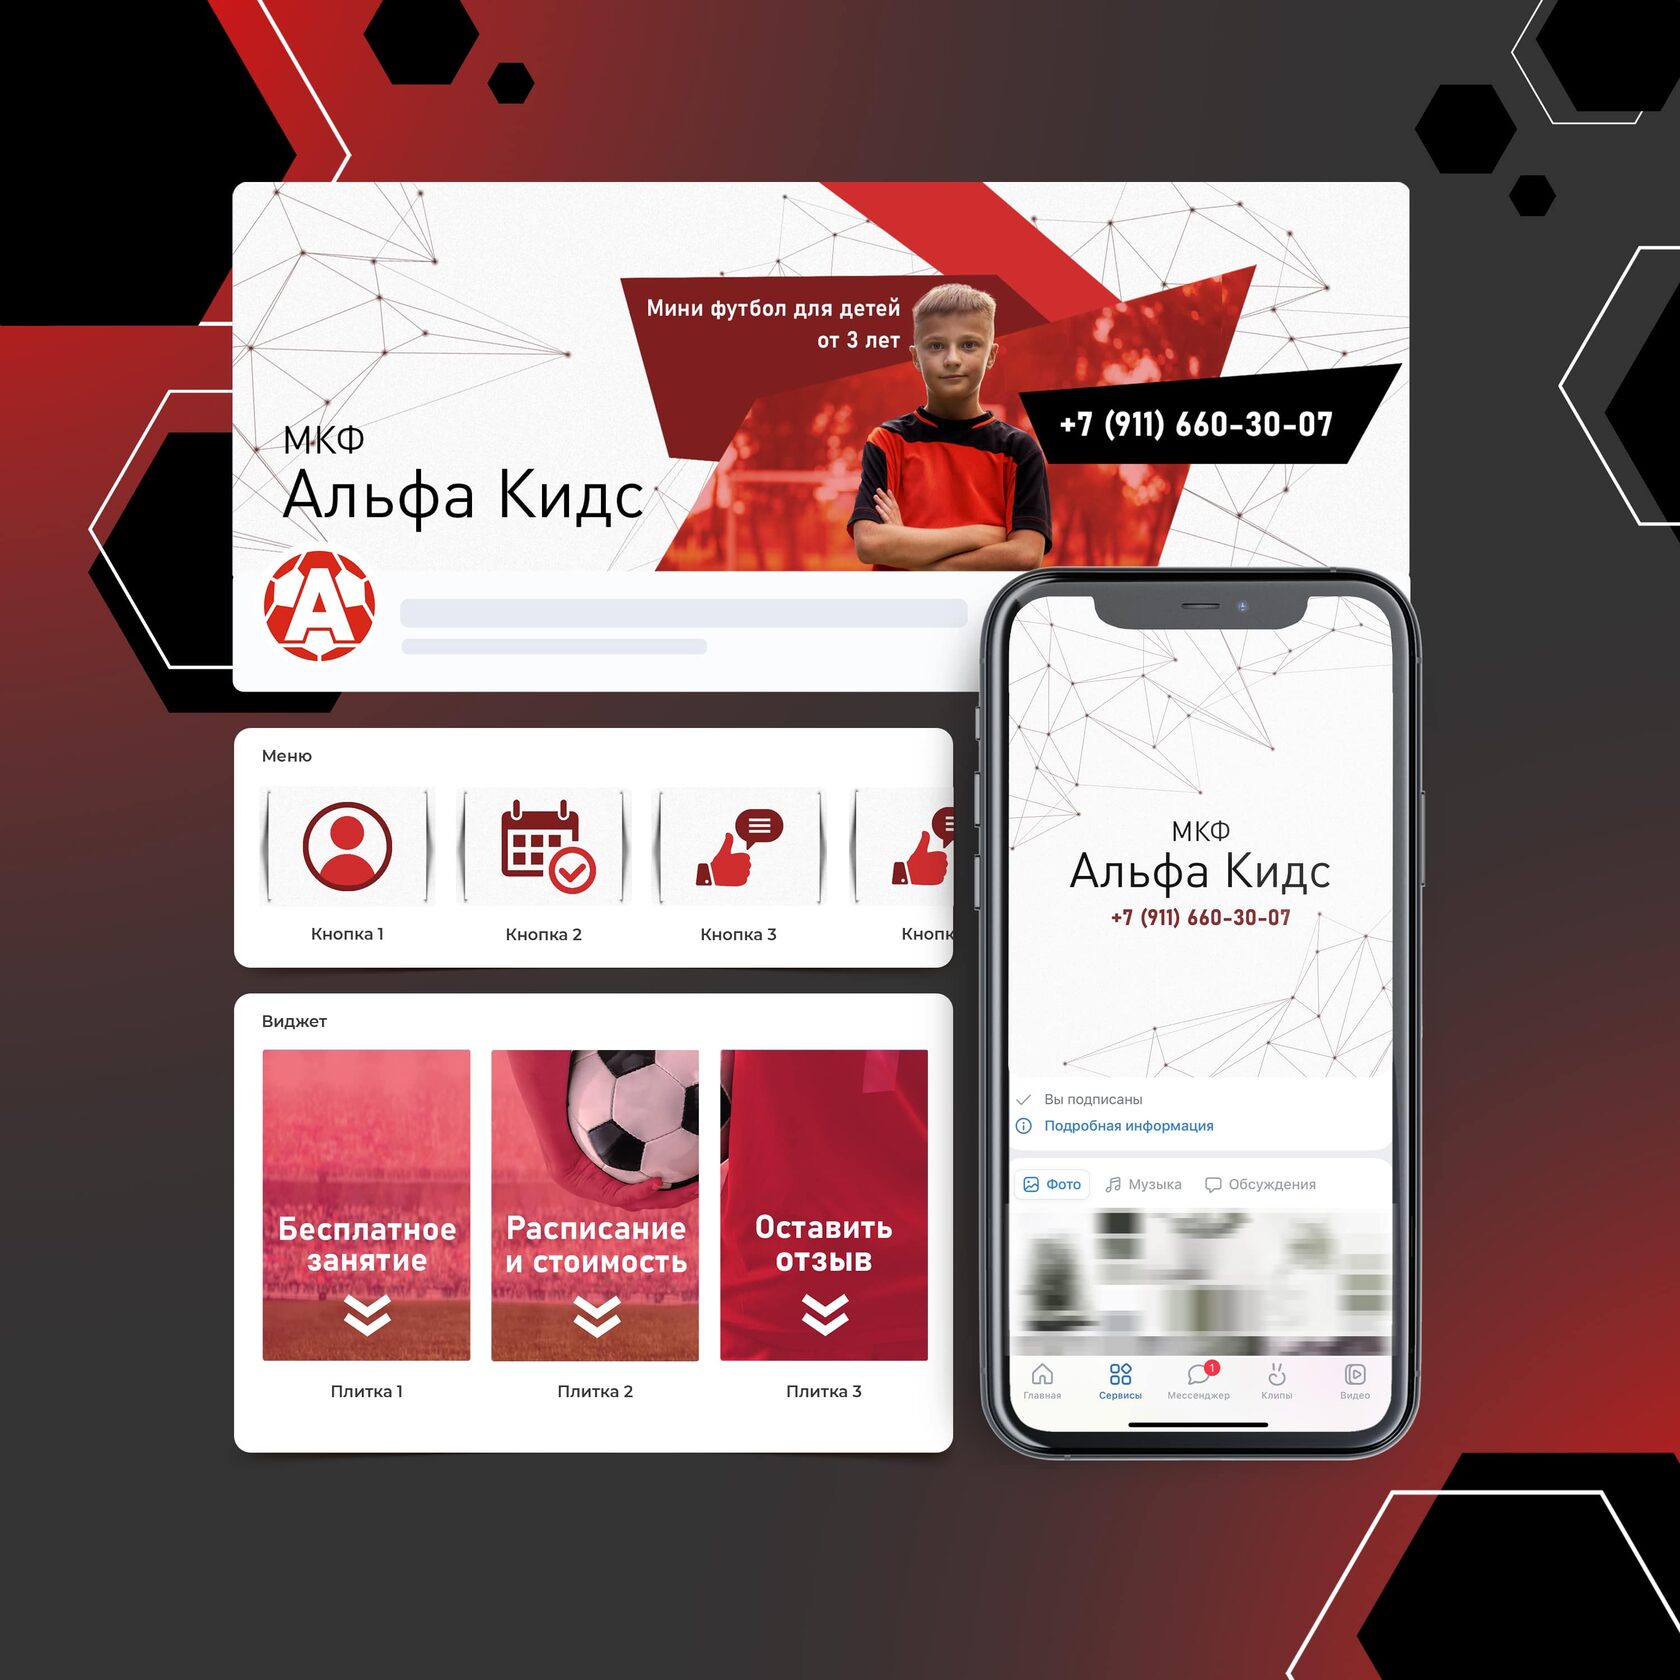 Мини футбол для детей
от 3 лет
+7 (911) 660-30-07
МКФ
Альфа Кидс
А
Меню
Кнопка 1
Кнопка 2
Кнопка 3
Кнопк
Виджет
Бесплатное
занятие
Расписание
и стоимость
Оставить
отзыв
Плитка 1
Плитка 2
Плитка 3
МКФ
Альфа Кидс
+7 (911) 660-30-07
Вы подписаны
Подробная информация
Фото
Музыка
Обсуждения
1
Главная
Сервисы
Мессенджер
Клипы
Видео